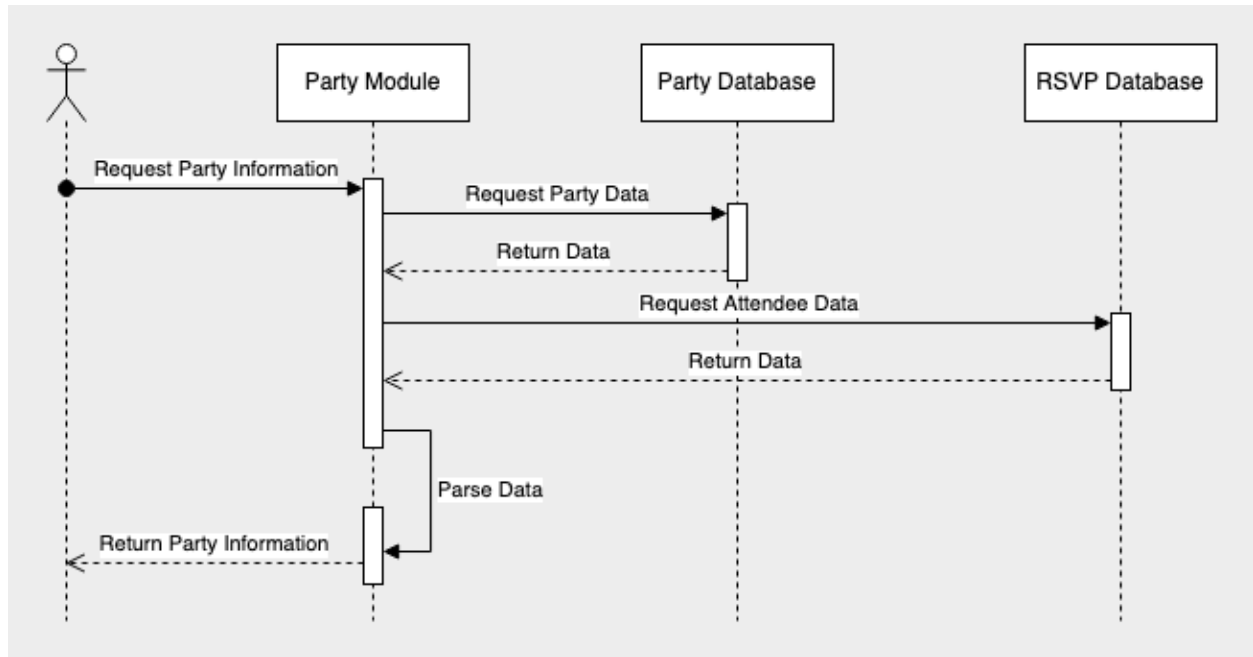 Party Module
Party Database
RSVP Database
Request Party Information
Request Party Data
Return Data
Request Attendee Data
Return Data
Parse Data
Return Party Information